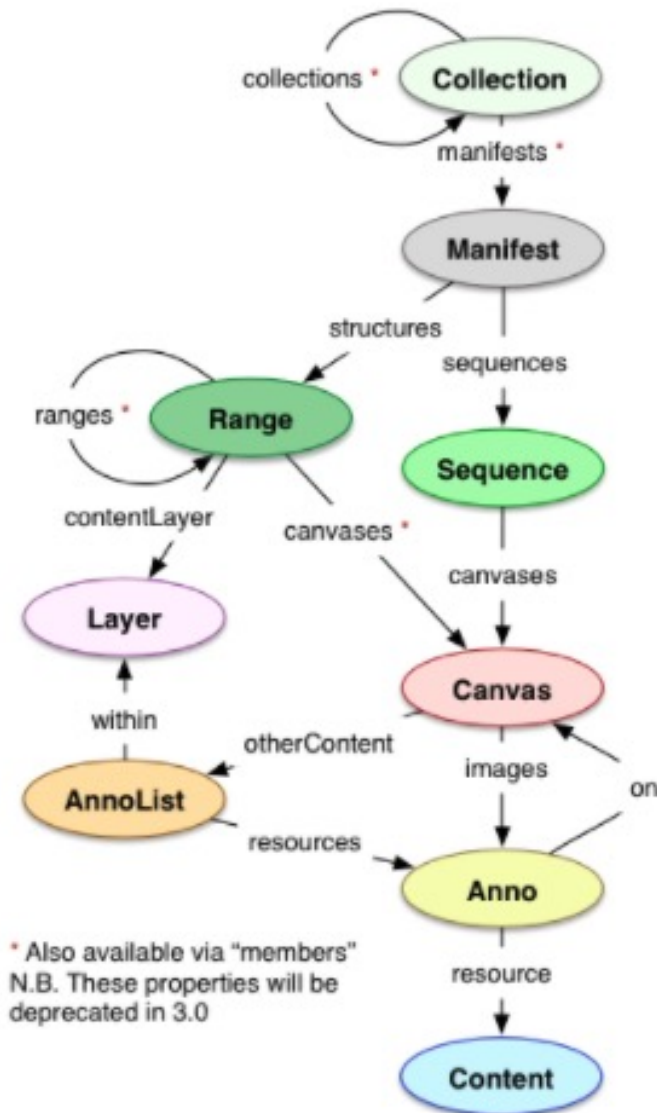 Collection
collections *
manifests *
Manifest
structures
sequences
ranges *
Range
Sequence
contentLayer
canvases *
canvases
Layer
Canvas
within
otherContent
images
on
AnnoList
resources
Anno
* Also available via “members”
N.B. These properties will be
deprecated in 3.0
resource
Content